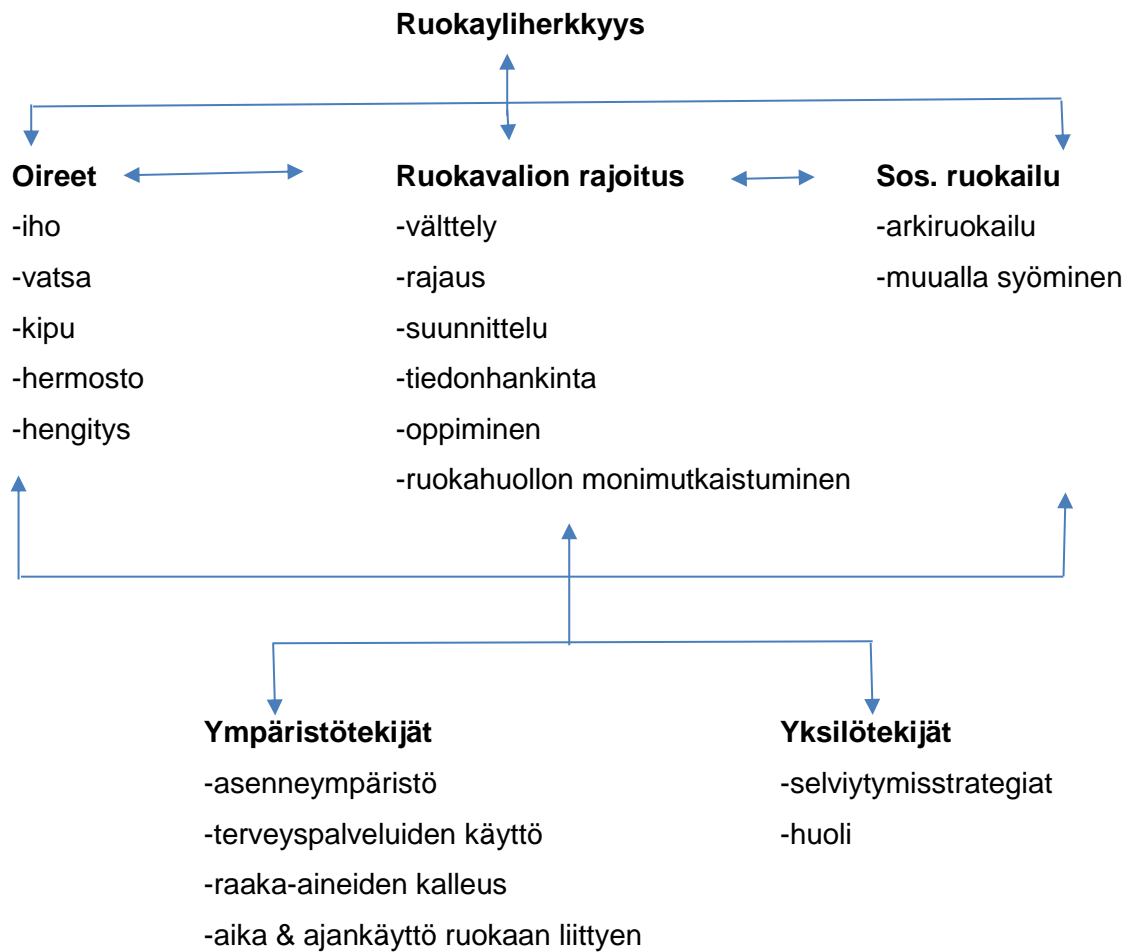 Ruokayliherkkyys
Oireet
-iho
-vatsa
-kipu
-hermosto
-hengitys
Ruokavalion rajoitus
-välttely
-rajaus
-suunnittelu
-tiedonhankinta
-oppiminen
-ruokahuollon monimutkaistuminen
Sos. ruokailu
-arkiruokailu
-muualla syöminen
Ympäristötekijät
-asenneympäristö
-terveyspalveluiden käyttö
-raaka-aineiden kalleus
-aika & ajankäyttö ruokaan liittyen
Yksilötekijät
-selviytymisstrategiat
-huoli